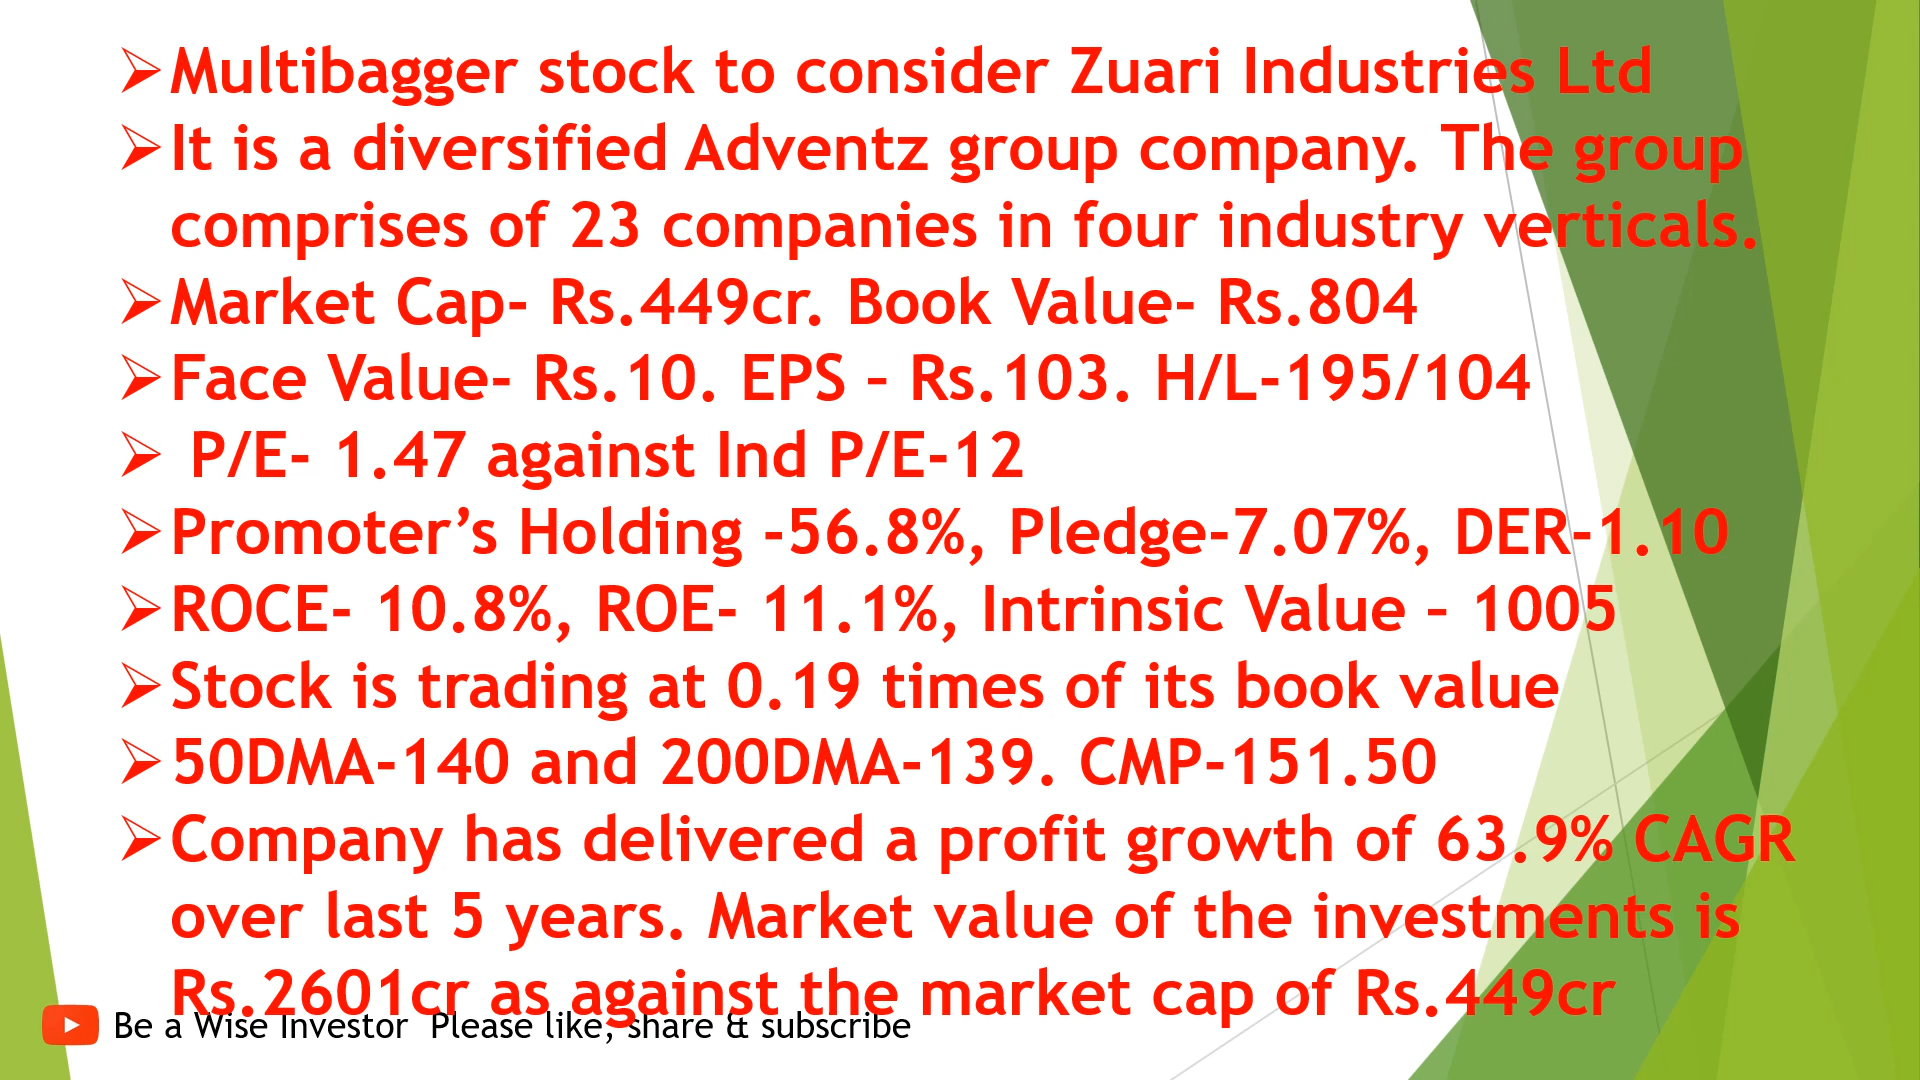 ➢Multibagger stock to consider Zuari Industries Ltd
➢It is a diversified Adventz group company. The group
comprises of 23 companies in four industry verticals.
➢Market Cap- Rs.449cr. Book Value- Rs.804
➢Face Value- Rs.10. EPS – Rs.103. H/L-195/104
➢ P/E- 1.47 against Ind P/E-12
➢Promoter’s Holding -56.8%, Pledge-7.07%, DER-1.10
➢ROCE- 10.8%, ROE- 11.1%, Intrinsic Value – 1005
➢Stock is trading at 0.19 times of its book value
➢50DMA-140 and 200DMA-139. CMP-151.50
➢Company has delivered a profit growth of 63.9% CAGR
over last 5 years. Market value of the investments is
Rs.2601cr as against the market cap of Rs.449cr
Be a Wise Investor Please like, share & subscribe